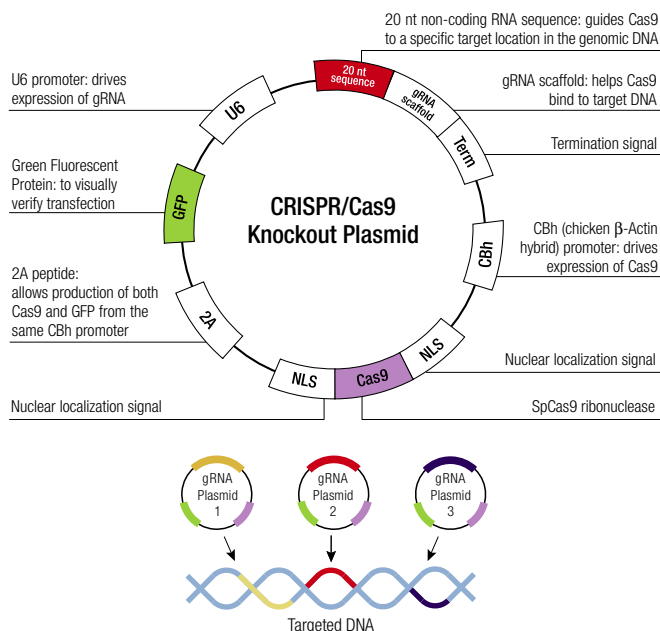 20 nt non-coding RNA sequence: guides Cas9
to a specific target location in the genomic DNA
U6 promoter: drives
expression of gRNA
20 nt
sequence
gRNA
scaffold
gRNA scaffold: helps Cas9
bind to target DNA
U6
Term
Termination signal
Green Fluorescent
Protein: to visually
verify transfection
GFP
CRISPR/Cas9
Knockout Plasmid
CBh
CBh (chicken β-Actin
hybrid) promoter: drives
expression of Cas9
2A peptide:
allows production of both
Cas9 and GFP from the
same CBh promoter
2A
NLS
Cas9
NLS
Nuclear localization signal
Nuclear localization signal
SpCas9 ribonuclease
gRNA
Plasmid
1
gRNA
Plasmid
2
gRNA
Plasmid
3
Targeted DNA